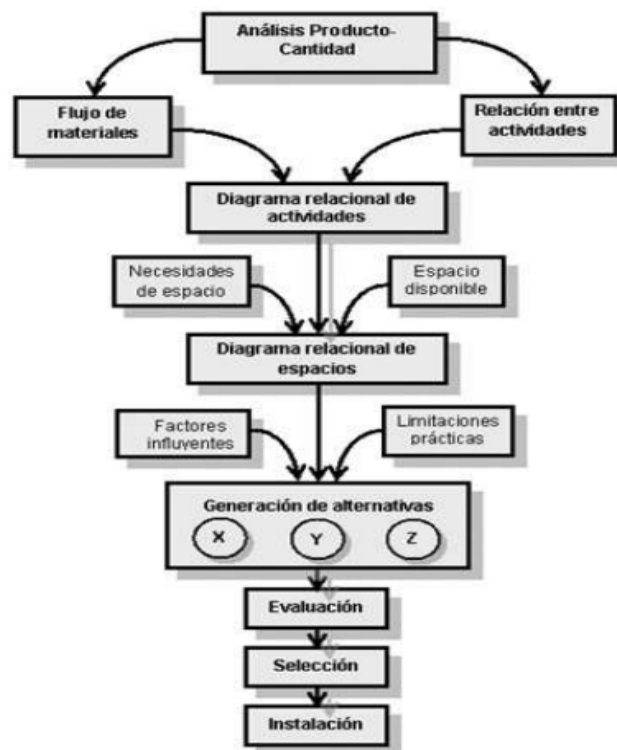 Análisis Producto-
Cantidad
Flujo de
materiales
Relación entre
actividades
Diagrama relacional de
actividades
Necesidades
de espacio
Espacio
disponible
Diagrama relacional de
espacios
Factores
influyentes
Limitaciones
prácticas
Generación de alternativas
X
Y
Z
Evaluación
Selección
Instalación